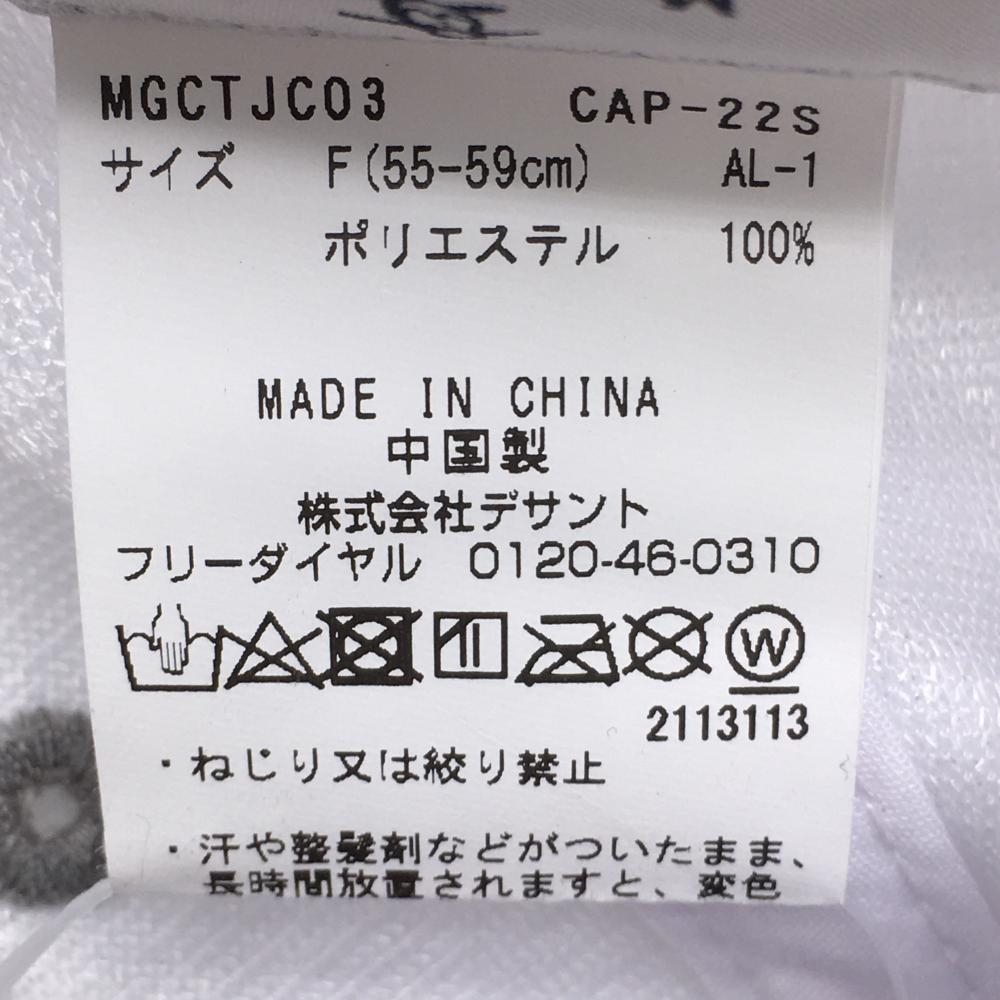 MGCTJC03 CAP-22S
サイズ F(55-59cm) AL-1
ポリエステル 100%
MADE IN CHINA
中国製
株式会社デサント
フリーダイヤル 0120-46-0310
W
2113113
・ねじり又は絞り禁止
・汗や整髪剤などがついたまま、
長時間放置されますと、変色